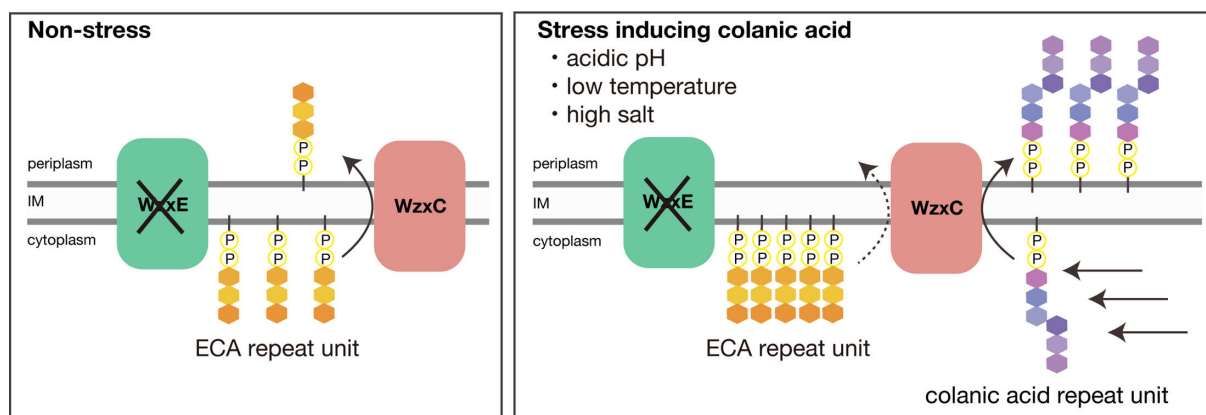 Non-stress
P
P
periplasm
IM
cytoplasm
WzxE
WzxC
P P P
P P P
ECA repeat unit
Stress inducing colanic acid
・ acidic pH
・ low temperature
・ high salt
P P P
P P P
periplasm
IM
cytoplasm
WzxE
WzxC
P P P P P
P P P P P
P
P
ECA repeat unit
colanic acid repeat unit